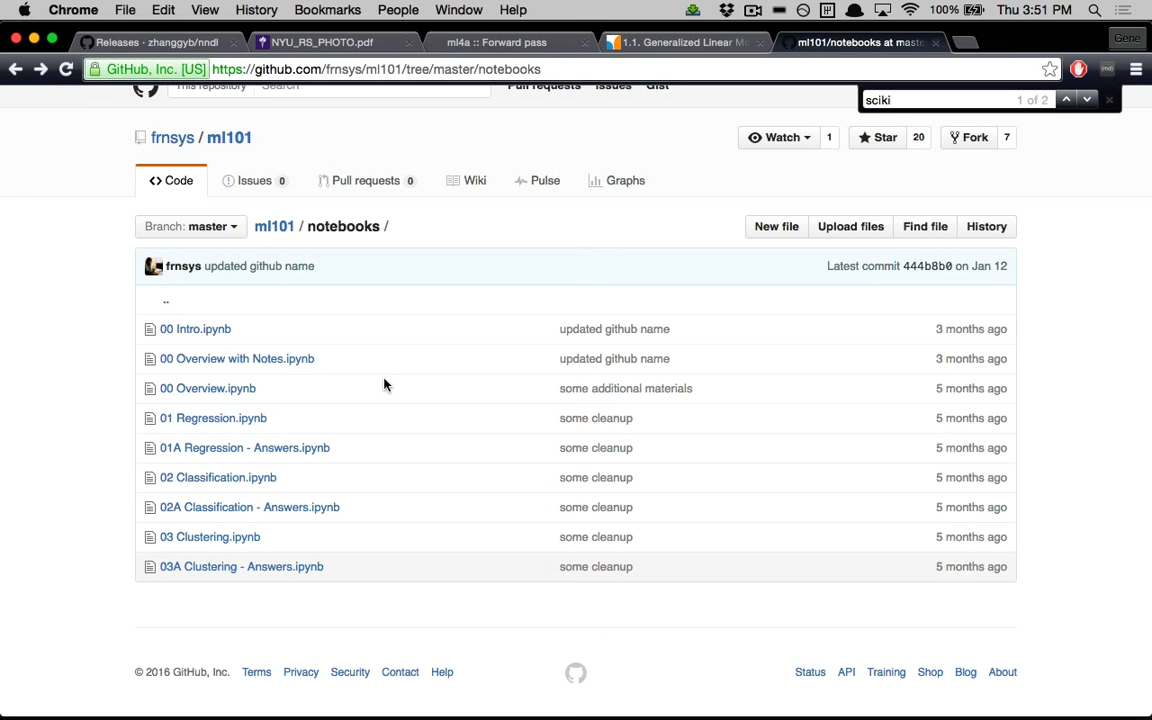 Chrome File Edit View History Bookmarks People Window Help 100% Thu 3:51 PM
Releases · zhanggyb/nndl NYU_RS_PHOTO.pdf ml4a :: Forward pass 1.1. Generalized Linear Mo ml101/notebooks at maste Gene
GitHub, Inc. [US] https://github.com/frnsys/ml101/tree/master/notebooks
This repository Search Pull requests Issues Gist
sciki 1 of 2
frnsys / ml101 Watch 1 Star 20 Fork 7
Code Issues 0 Pull requests 0 Wiki Pulse Graphs
Branch: master ml101 / notebooks / New file Upload files Find file History
frnsys updated github name Latest commit 444b8b0 on Jan 12
..
00 Intro.ipynb updated github name 3 months ago
00 Overview with Notes.ipynb updated github name 3 months ago
00 Overview.ipynb some additional materials 5 months ago
01 Regression.ipynb some cleanup 5 months ago
01A Regression - Answers.ipynb some cleanup 5 months ago
02 Classification.ipynb some cleanup 5 months ago
02A Classification - Answers.ipynb some cleanup 5 months ago
03 Clustering.ipynb some cleanup 5 months ago
03A Clustering - Answers.ipynb some cleanup 5 months ago
© 2016 GitHub, Inc. Terms Privacy Security Contact Help Status API Training Shop Blog About